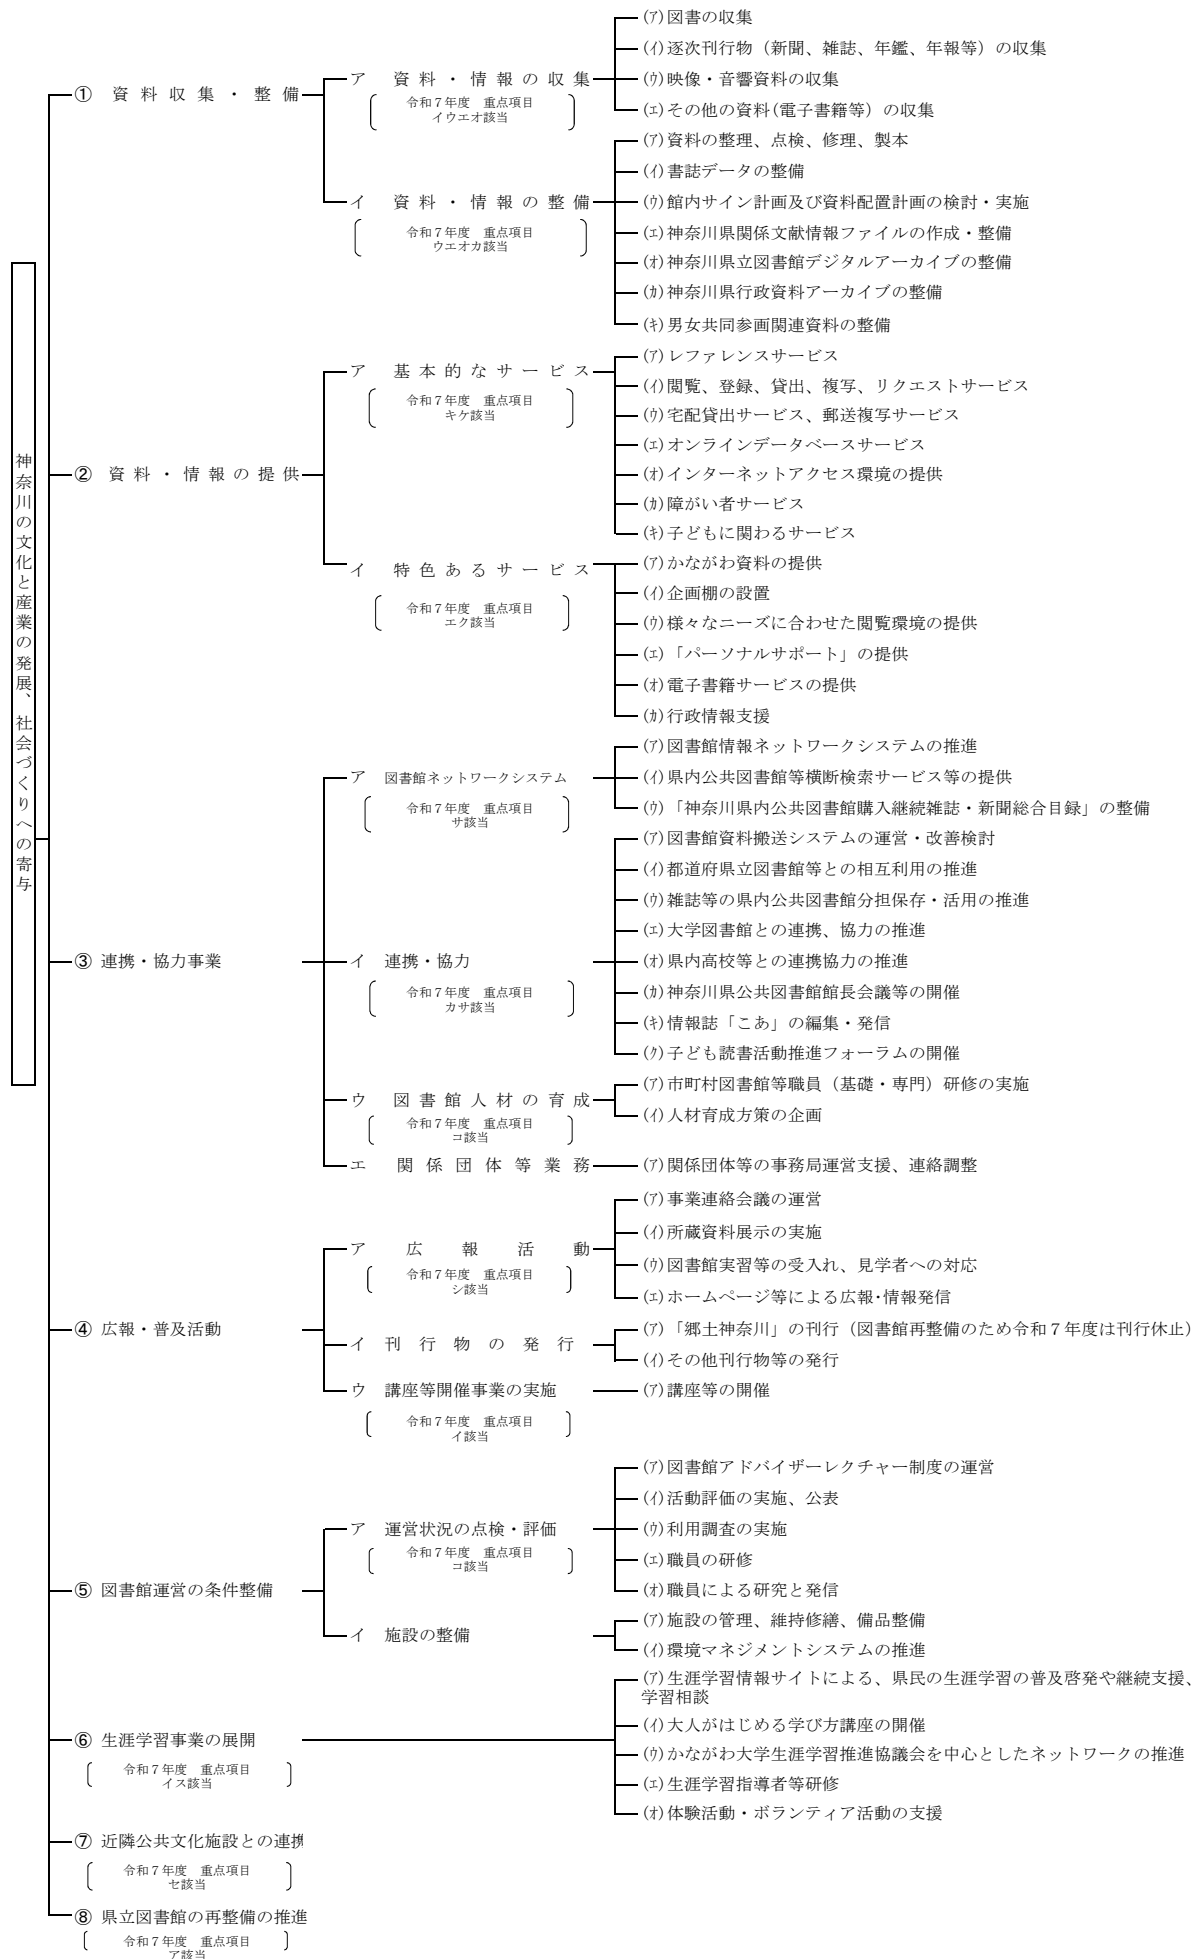 神奈川の文化と産業の発展、社会づくりへの寄与
① 資料収集・整備
ア 資料・情報の収集
令和7年度 重点項目
イウエオ該当
(ｱ)図書の収集
(ｲ)逐次刊行物（新聞、雑誌、年鑑、年報等）の収集
(ｳ)映像・音響資料の収集
(ｴ)その他の資料(電子書籍等）の収集
イ 資料・情報の整備
令和7年度 重点項目
ウエオカ該当
(ｱ)資料の整理、点検、修理、製本
(ｲ)書誌データの整備
(ｳ)館内サイン計画及び資料配置計画の検討・実施
(ｴ)神奈川県関係文献情報ファイルの作成・整備
(ｵ)神奈川県立図書館デジタルアーカイブの整備
(ｶ)神奈川県行政資料アーカイブの整備
(ｷ)男女共同参画関連資料の整備
② 資料・情報の提供
ア 基本的なサービス
令和7年度 重点項目
キケ該当
(ｱ)レファレンスサービス
(ｲ)閲覧、登録、貸出、複写、リクエストサービス
(ｳ)宅配貸出サービス、郵送複写サービス
(ｴ)オンラインデータベースサービス
(ｵ)インターネットアクセス環境の提供
(ｶ)障がい者サービス
(ｷ)子どもに関わるサービス
イ 特色あるサービス
令和7年度 重点項目
エク該当
(ｱ)かながわ資料の提供
(ｲ)企画棚の設置
(ｳ)様々なニーズに合わせた閲覧環境の提供
(ｴ)「パーソナルサポート」の提供
(ｵ)電子書籍サービスの提供
(ｶ)行政情報支援
③ 連携・協力事業
ア 図書館ネットワークシステム
令和7年度 重点項目
サ該当
(ｱ)図書館情報ネットワークシステムの推進
(ｲ)県内公共図書館等横断検索サービス等の提供
(ｳ)「神奈川県内公共図書館購入継続雑誌・新聞総合目録」の整備
イ 連携・協力
令和7年度 重点項目
カサ該当
(ｱ)図書館資料搬送システムの運営・改善検討
(ｲ)都道府県立図書館等との相互利用の推進
(ｳ)雑誌等の県内公共図書館分担保存・活用の推進
(ｴ)大学図書館との連携、協力の推進
(ｵ)県内高校等との連携協力の推進
(ｶ)神奈川県公共図書館館長会議等の開催
(ｷ)情報誌「こあ」の編集・発信
(ｸ)子ども読書活動推進フォーラムの開催
ウ 図書館人材の育成
令和7年度 重点項目
コ該当
(ｱ)市町村図書館等職員（基礎・専門）研修の実施
(ｲ)人材育成方策の企画
エ 関係団体等業務
(ｱ)関係団体等の事務局運営支援、連絡調整
④ 広報・普及活動
ア 広報活動
令和7年度 重点項目
シ該当
(ｱ)事業連絡会議の運営
(ｲ)所蔵資料展示の実施
(ｳ)図書館実習等の受入れ、見学者への対応
(ｴ)ホームページ等による広報･情報発信
イ 刊行物の発行
(ｱ)「郷土神奈川」の刊行（図書館再整備のため令和7年度は刊行休止）
(ｲ)その他刊行物等の発行
ウ 講座等開催事業の実施
令和7年度 重点項目
イ該当
(ｱ)講座等の開催
⑤ 図書館運営の条件整備
ア 運営状況の点検・評価
令和7年度 重点項目
コ該当
(ｱ)図書館アドバイザーレクチャー制度の運営
(ｲ)活動評価の実施、公表
(ｳ)利用調査の実施
(ｴ)職員の研修
(ｵ)職員による研究と発信
イ 施設の整備
(ｱ)施設の管理、維持修繕、備品整備
(ｲ)環境マネジメントシステムの推進
⑥ 生涯学習事業の展開
令和7年度 重点項目
イス該当
(ｱ)生涯学習情報サイトによる、県民の生涯学習の普及啓発や継続支援、
学習相談
(ｲ)大人がはじめる学び方講座の開催
(ｳ)かながわ大学生涯学習推進協議会を中心としたネットワークの推進
(ｴ)生涯学習指導者等研修
(ｵ)体験活動・ボランティア活動の支援
⑦ 近隣公共文化施設との連携
令和7年度 重点項目
セ該当
⑧ 県立図書館の再整備の推進
令和7年度 重点項目
ア該当